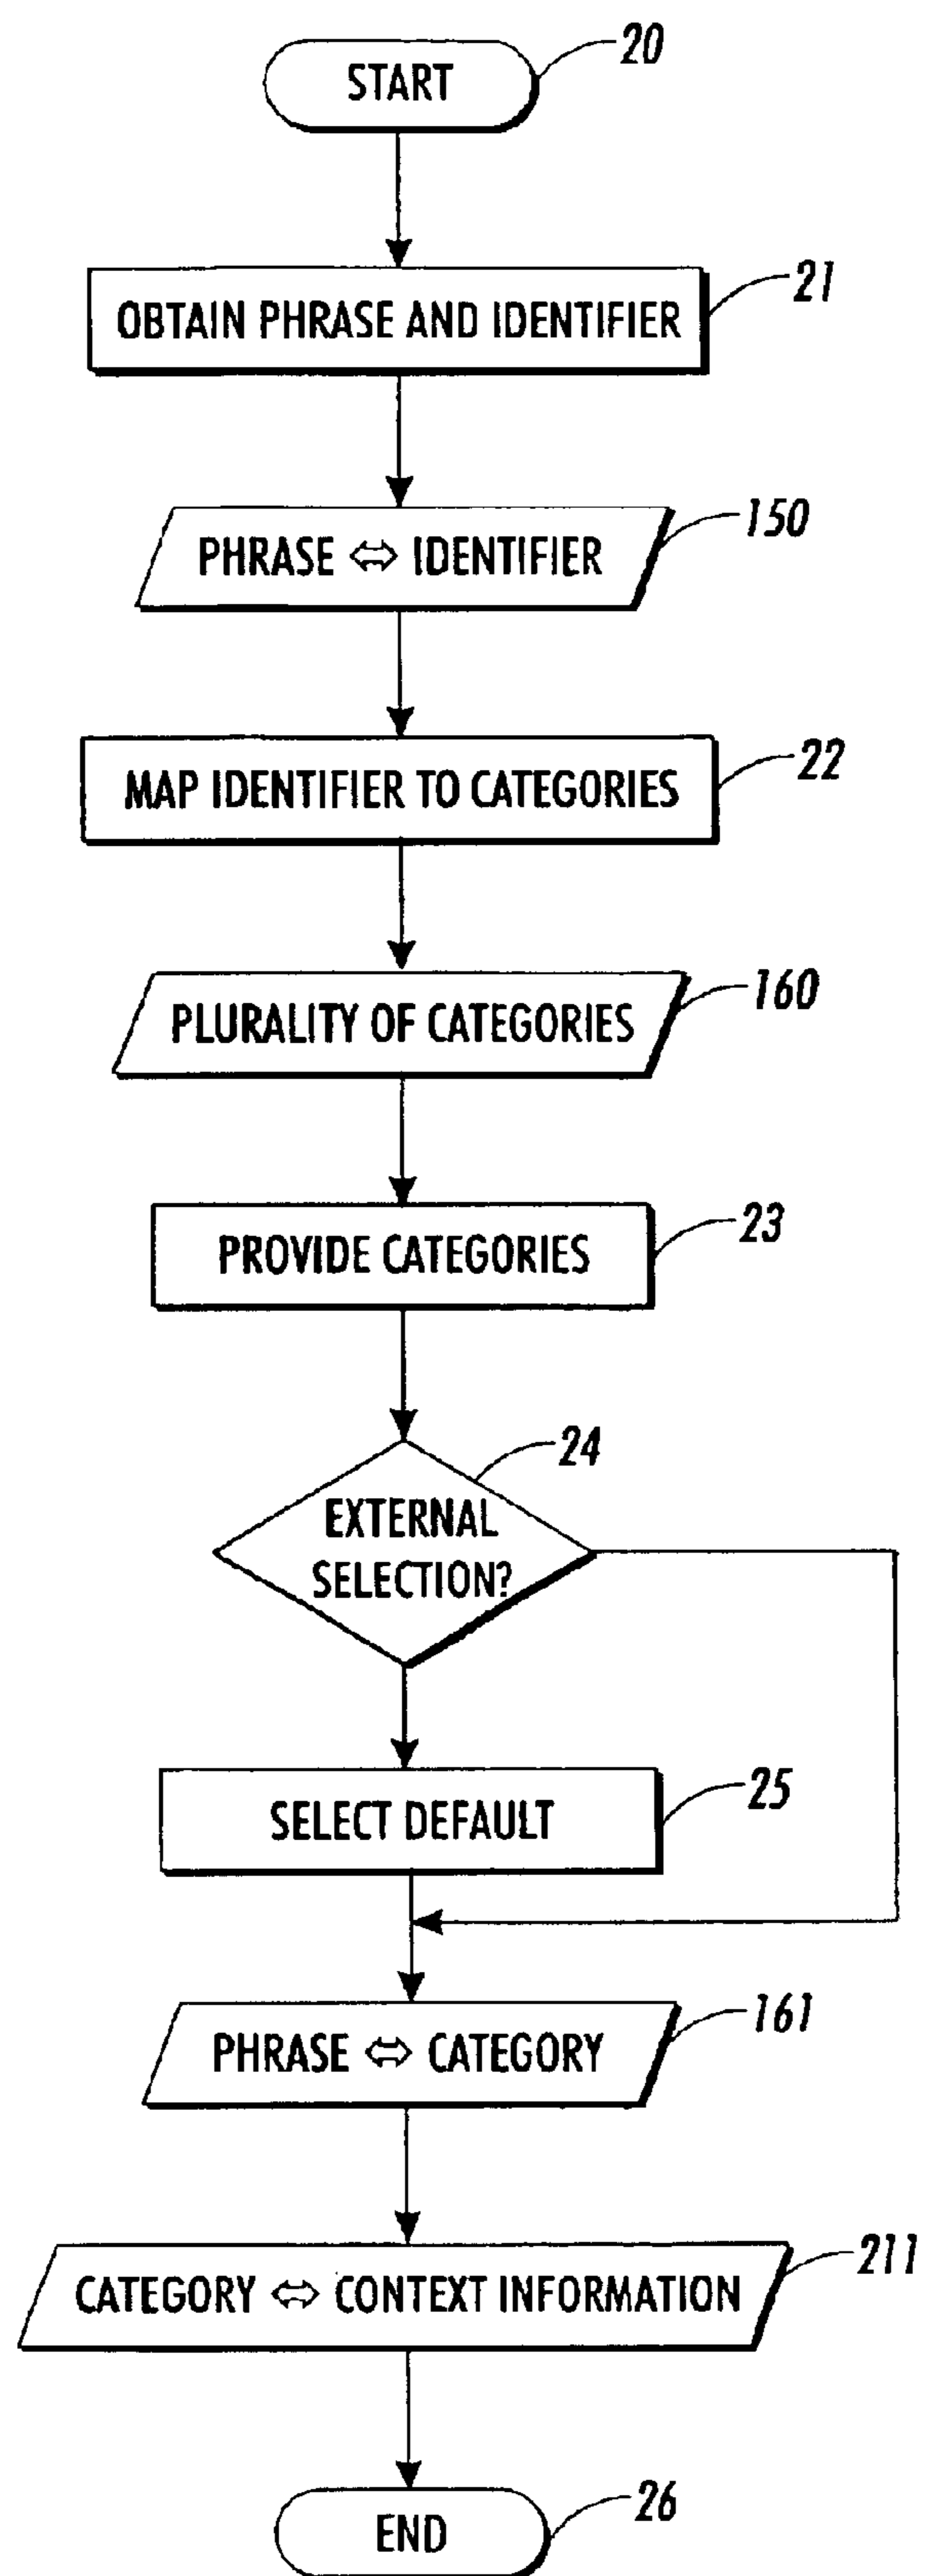 START
20
OBTAIN PHRASE AND IDENTIFIER
21
PHRASE ⇔ IDENTIFIER
150
MAP IDENTIFIER TO CATEGORIES
22
PLURALITY OF CATEGORIES
160
PROVIDE CATEGORIES
23
EXTERNAL
SELECTION?
24
SELECT DEFAULT
25
PHRASE ⇔ CATEGORY
161
CATEGORY ⇔ CONTEXT INFORMATION
211
END
26